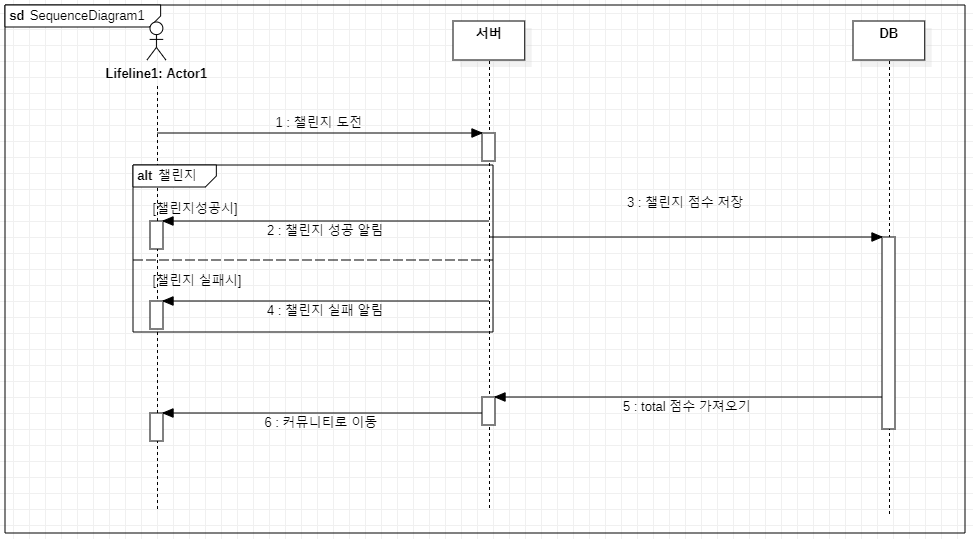 sd SequenceDiagram1
서버
DB
Lifeline1: Actor1
1 : 챌린지 도전
alt 챌린지
[챌린지성공시]
3 : 챌린지 점수 저장
2 : 챌린지 성공 알림
[챌린지 실패시]
4 : 챌린지 실패 알림
5 : total 점수 가져오기
6 : 커뮤니티로 이동